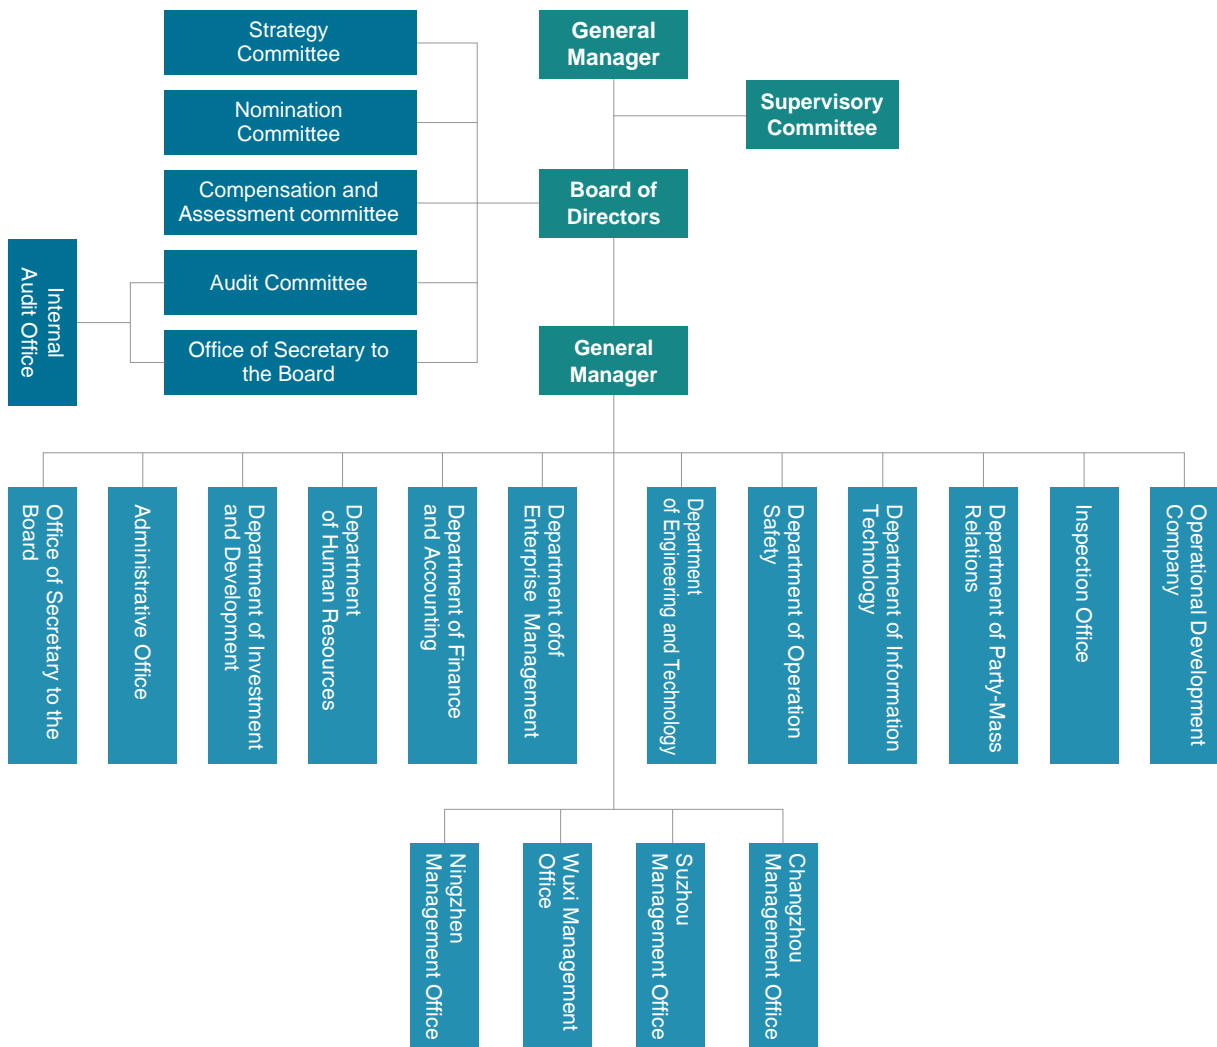 Strategy
Committee
General
Manager
Nomination
Committee
Supervisory
Committee
Compensation and
Assessment committee
Board of
Directors
Internal
Audit Office
Audit Committee
Office of Secretary to
the Board
General
Manager
Office of Secretary to the
Board
Administrative Office
Department of Investment
and Development
Department
of Human Resources
Department of Finance
and Accounting
Department ofof
Enterprise Management
Department
of Engineering and Technology
Department of Operation
Safety
Department of Information
Technology
Department of Party-Mass
Relations
Inspection Office
Operational Development
Company
Ningzhen
Management Office
Wuxi Management
Office
Suzhou
Management Office
Changzhou
Management Office